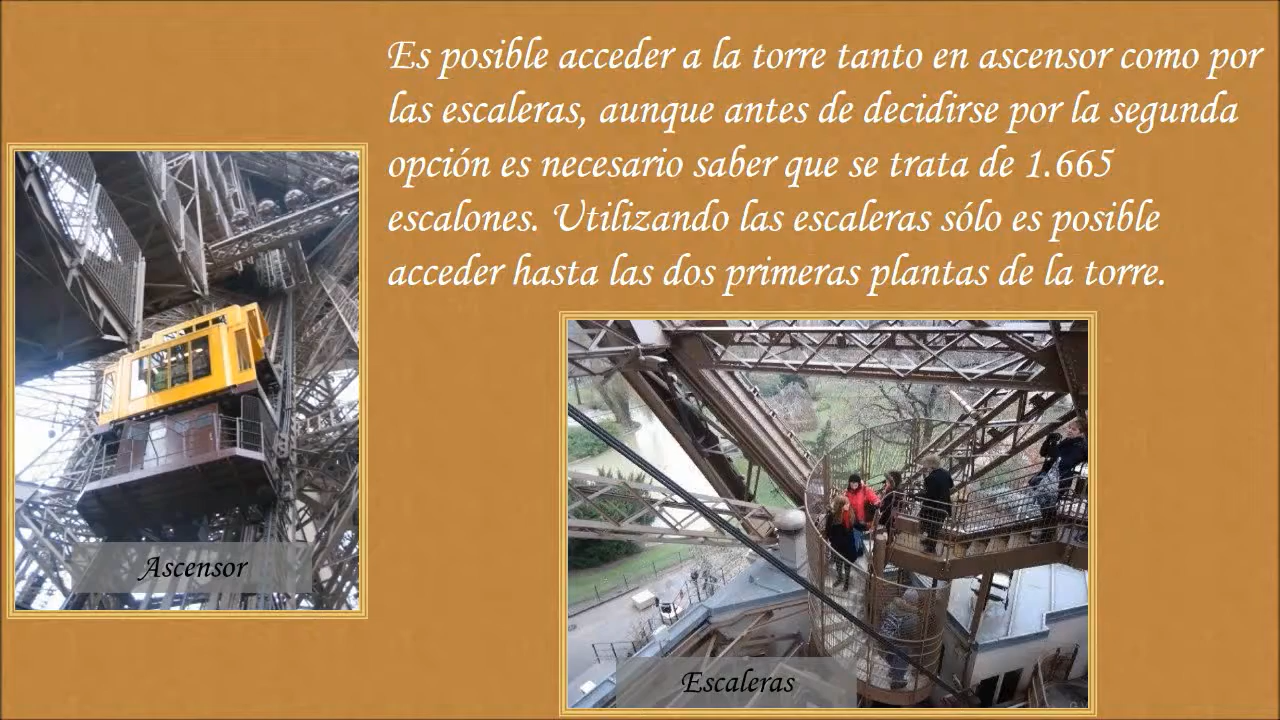 Es posible acceder a la torre tanto en ascensor como por
las escaleras, aunque antes de decidirse por la segunda
opción es necesario saber que se trata de 1.665
escalones. Utilizando las escaleras sólo es posible
acceder hasta las dos primeras plantas de la torre.
Ascensor
Escaleras